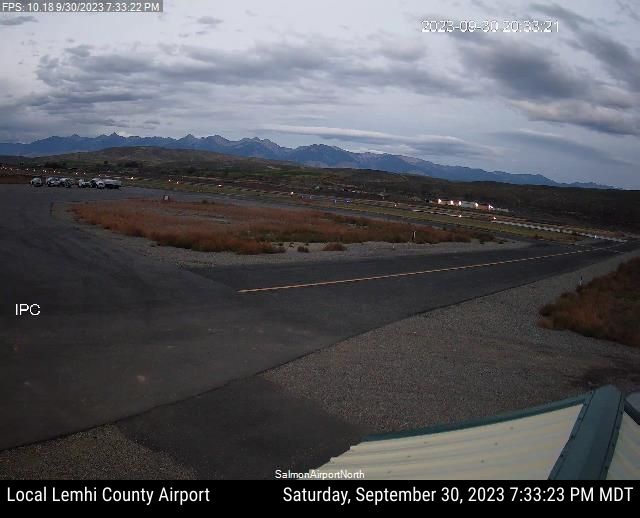 FPS: 10.18 9/30/2023 7:33:22 PM
2023-09-30 20:33:21
IPC
SalmonAirportNorth
Local Lemhi County Airport
Saturday, September 30, 2023 7:33:23 PM MDT